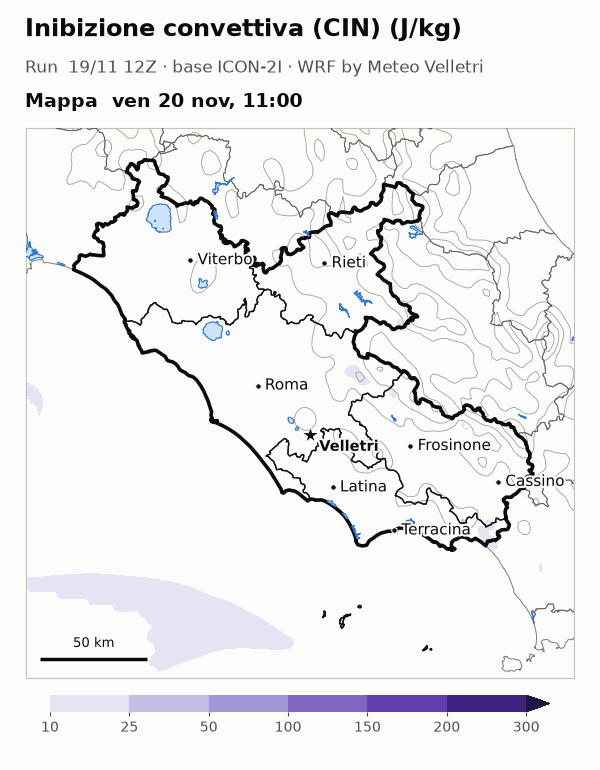 Inibizione convettiva (CIN) (J/kg)
Run  19/11 12Z · base ICON-2I · WRF by Meteo Velletri
Mappa  ven 20 nov, 11:00
Viterbo
Rieti
Roma
Velletri
Frosinone
Latina
Cassino
Terracina
50 km
10 25 50 100 150 200 300